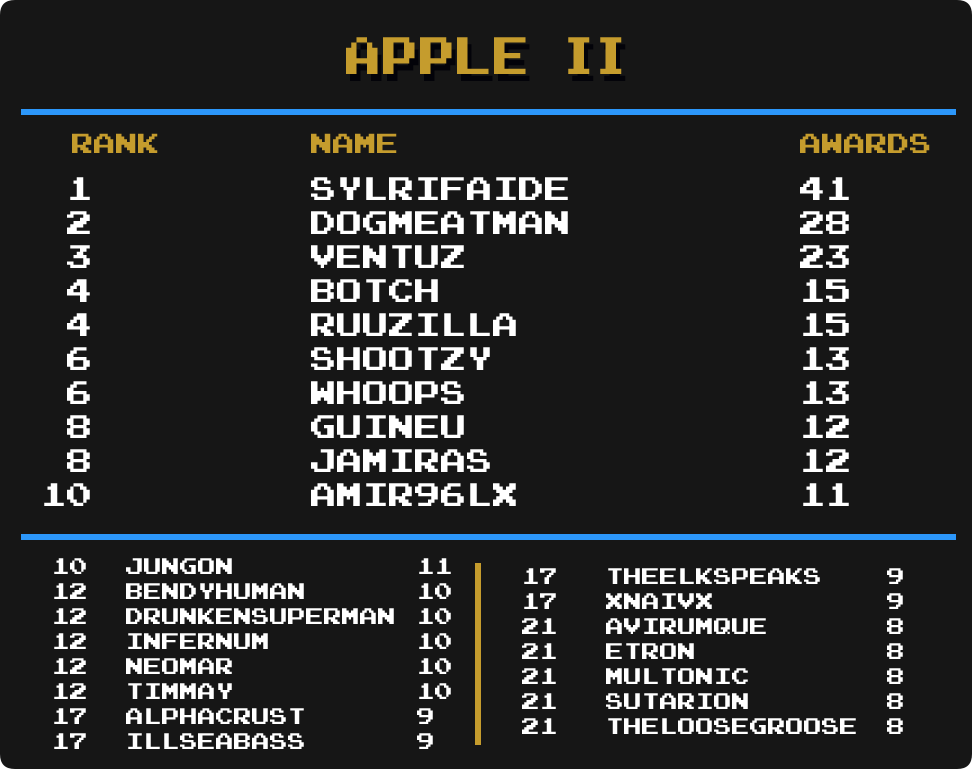 APPLE II
RANK NAME AWARDS
1 SYLRIFAIDE 41
2 DOGMEATMAN 28
3 VENTUZ 23
4 BOTCH 15
4 RUUZILLA 15
6 SHOOTZY 13
6 WHOOPS 13
8 GUINEU 12
8 JAMIRAS 12
10 AMIR96LX 11
10 JUNGON 11
12 BENDYHUMAN 10
12 DRUNKENSUPERMAN 10
12 INFERNUM 10
12 NEOMAR 10
12 TIMMAY 10
17 ALPHACRUST 9
17 ILLSEABASS 9
17 THEELKSPEAKS 9
17 XNAIVX 9
21 AVIRUMQUE 8
21 ETRON 8
21 MULTONIC 8
21 SUTARION 8
21 THELOOSEGROOSE 8